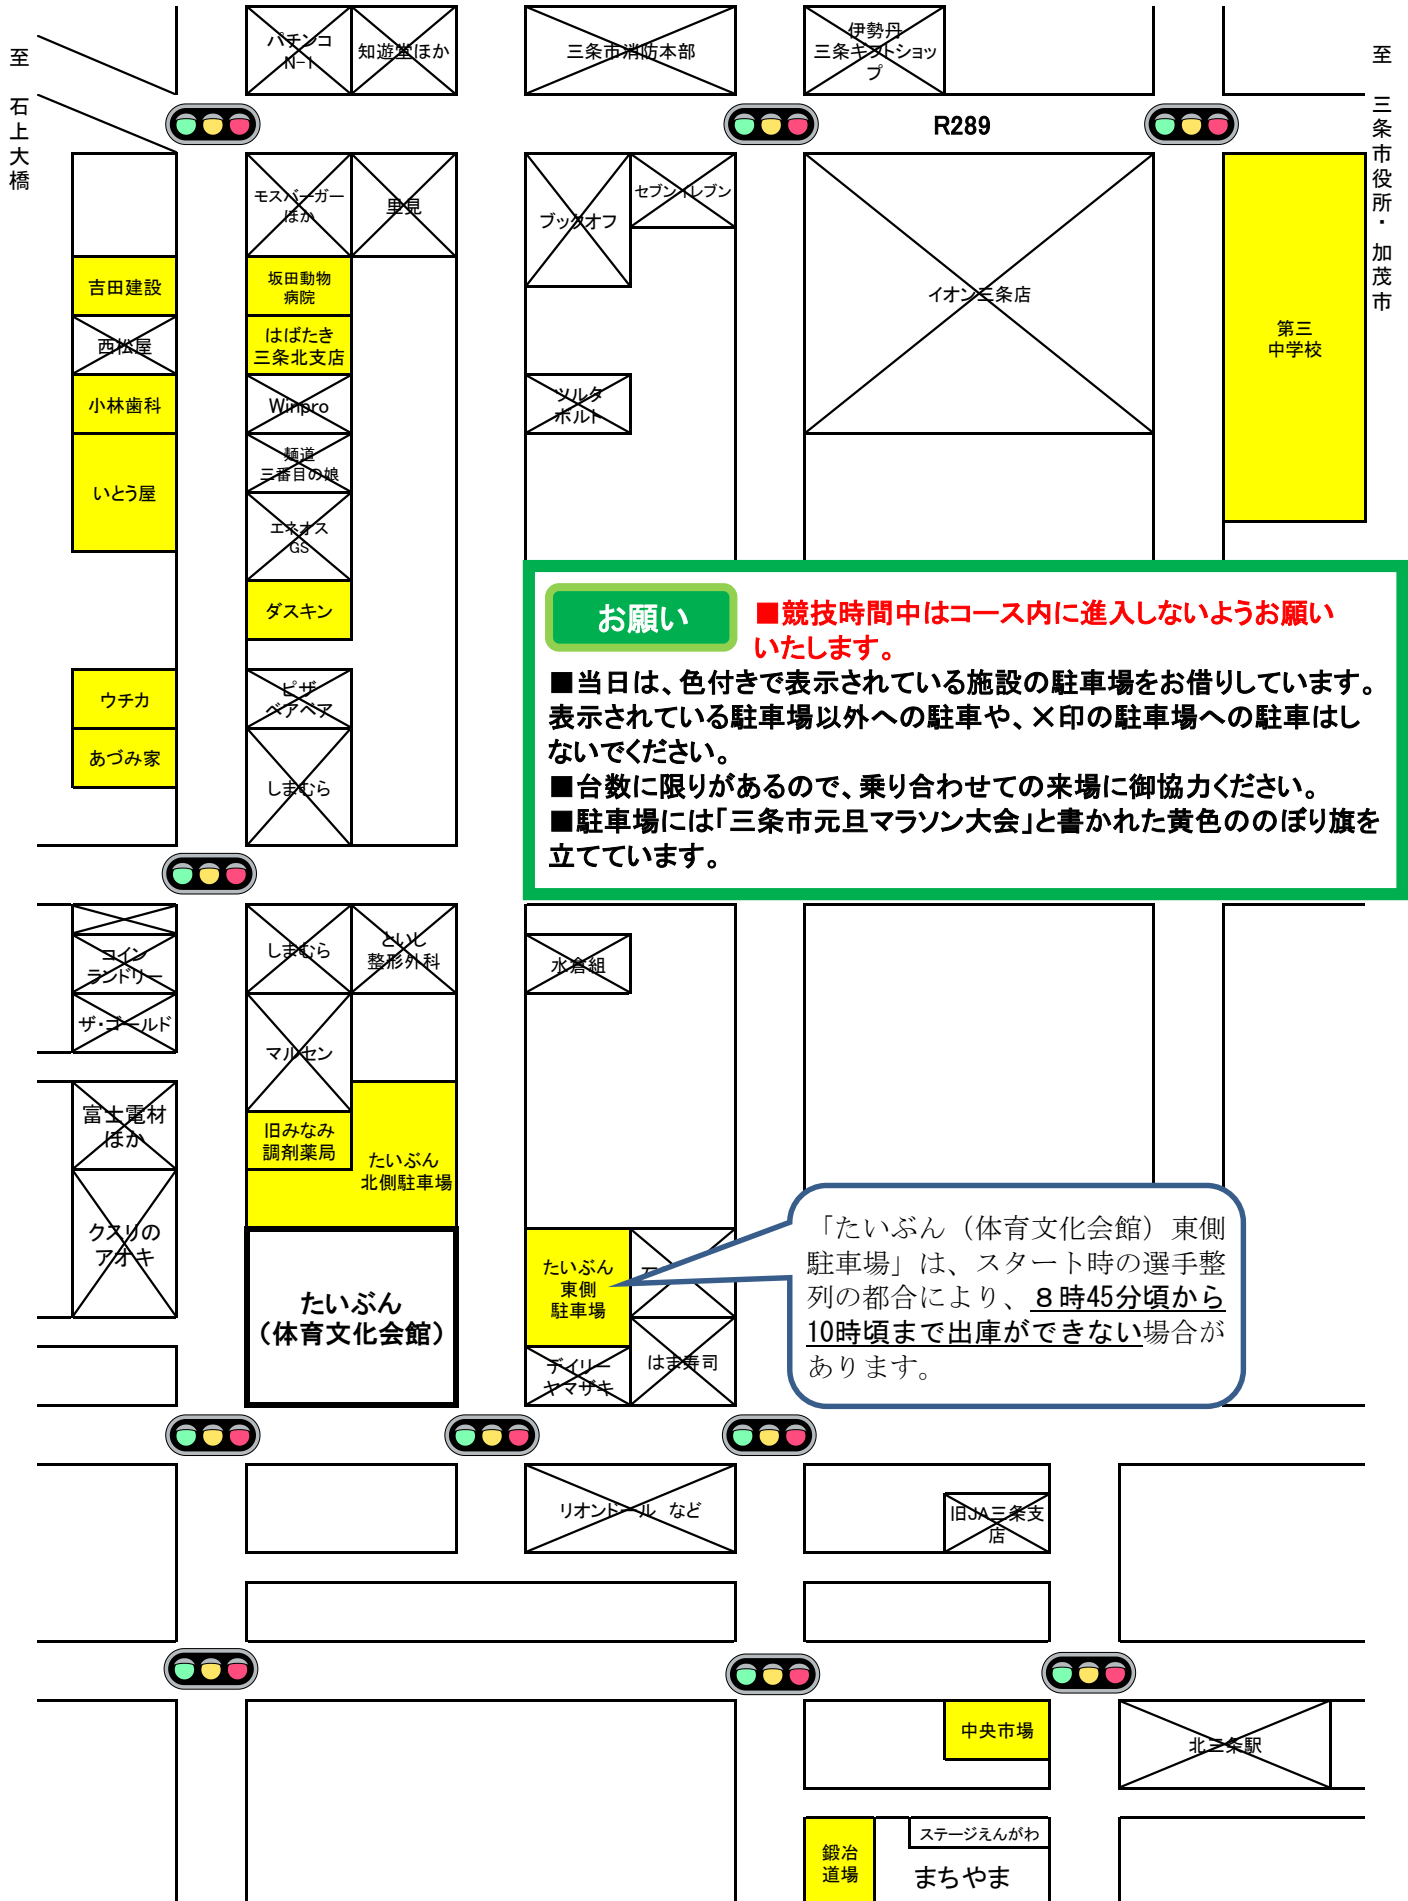 至　石上大橋
パチンコ
N-1
知遊堂ほか
三条市消防本部
伊勢丹
三条ギフトショッ
プ
至　三条市役所・加茂市
R289
モスバーガー
ほか
里見
ブックオフ
セブンイレブン
イオン三条店
第三
中学校
吉田建設
坂田動物
病院
西松屋
はばたき
三条北支店
小林歯科
Winpro
ツルタ
ボルト
いとう屋
麺道
三番目の娘
エネオス
GS
ダスキン
ウチカ
ピザ
ベアベア
あづみ家
しまむら
お願い
■競技時間中はコース内に進入しないようお願い
いたします。
■当日は、色付きで表示されている施設の駐車場をお借りしています。
表示されている駐車場以外への駐車や、×印の駐車場への駐車はし
ないでください。
■台数に限りがあるので、乗り合わせての来場に御協力ください。
■駐車場には「三条市元旦マラソン大会」と書かれた黄色ののぼり旗を
立てています。
コイン
ランドリー
しまむら
といし
整形外科
水倉組
ザ・ゴールド
マルセン
富士電材
ほか
旧みなみ
調剤薬局
たいぶん
北側駐車場
クスリの
アオキ
たいぶん
（体育文化会館）
たいぶん
東側
駐車場
デイリー
ヤマザキ
はま寿司
「たいぶん（体育文化会館）東側
駐車場」は、スタート時の選手整
列の都合により、８時45分頃から
10時頃まで出庫ができない場合が
あります。
リオンドール　など
旧JA三条支
店
中央市場
北三条駅
鍛冶
道場
ステージえんがわ
まちやま